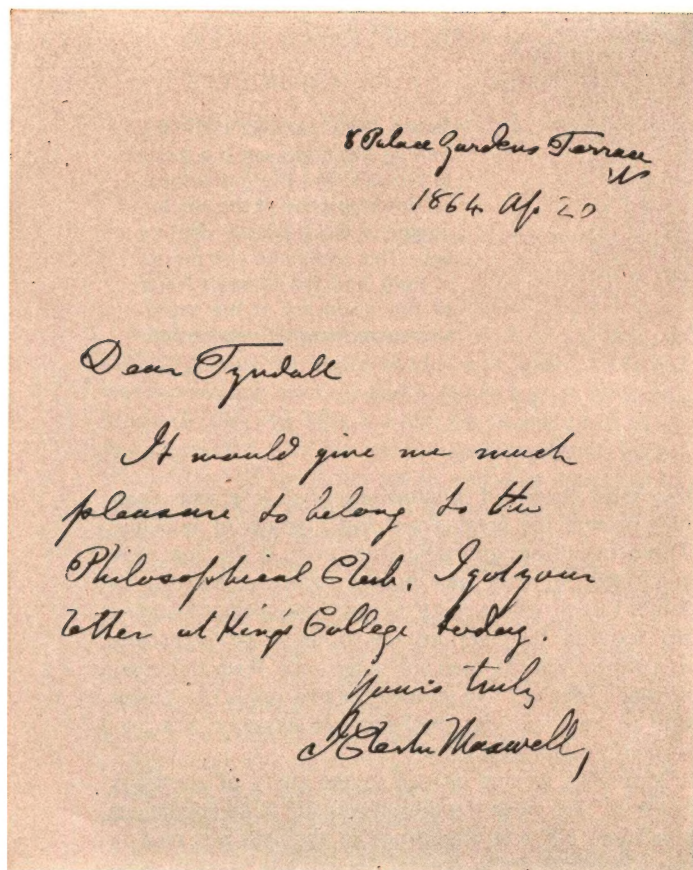 8 Palace Gardens Terrace
W
1864 Ap 20
Dear Tyndall
It would give me much
pleasure to belong to the
Philosophical Club. I got your
letter at King's College today.
Yours truly
J Clerk Maxwell